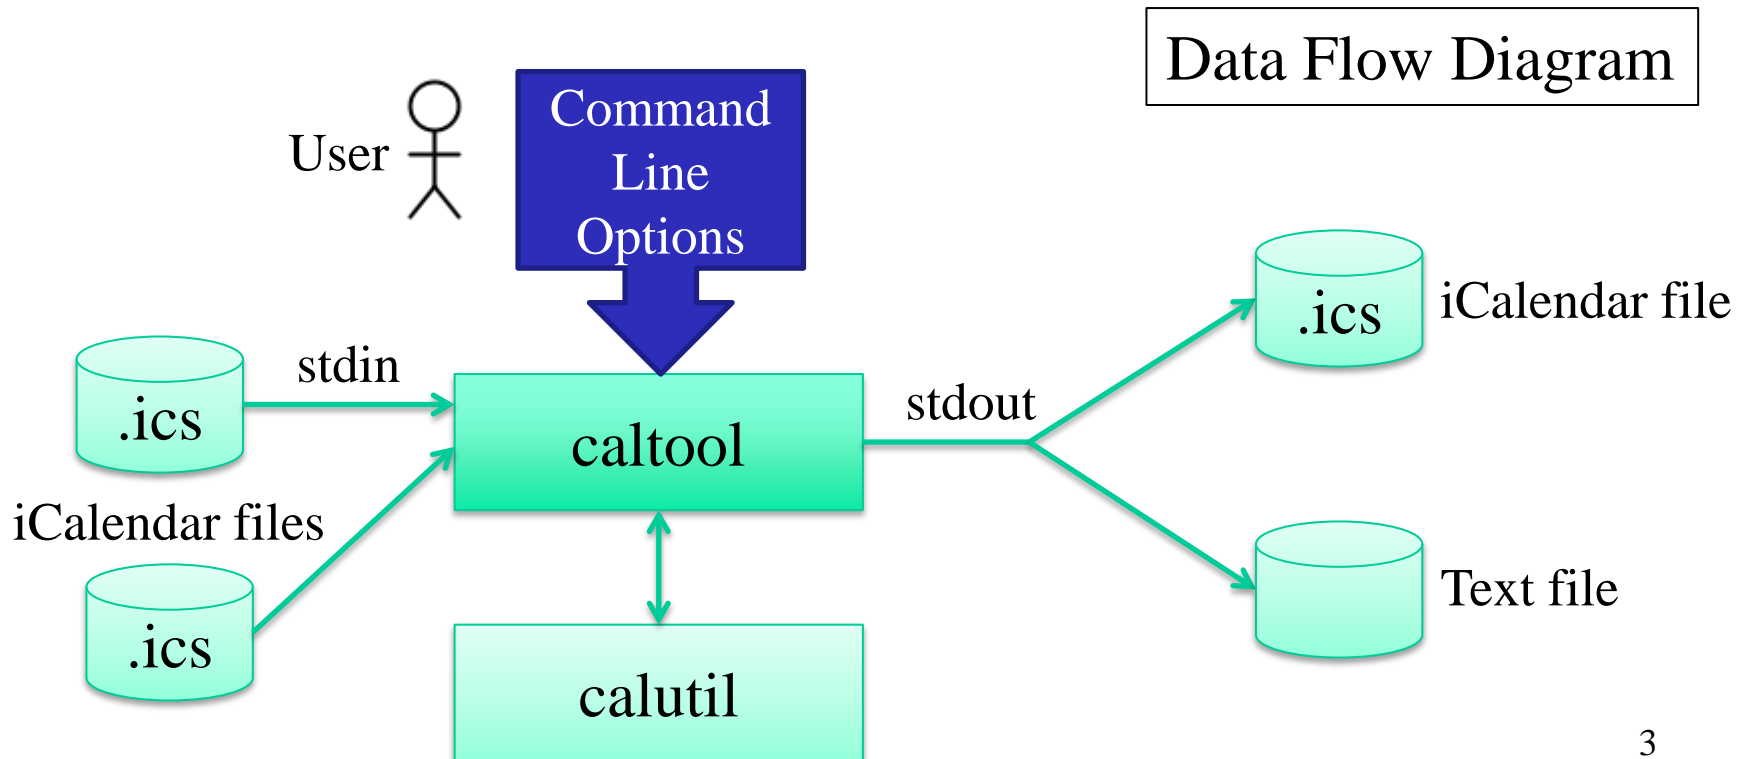 Data Flow Diagram
User
Command
Line
Options
.ics
iCalendar file
stdin
.ics
caltool
stdout
iCalendar files
.ics
Text file
calutil
3